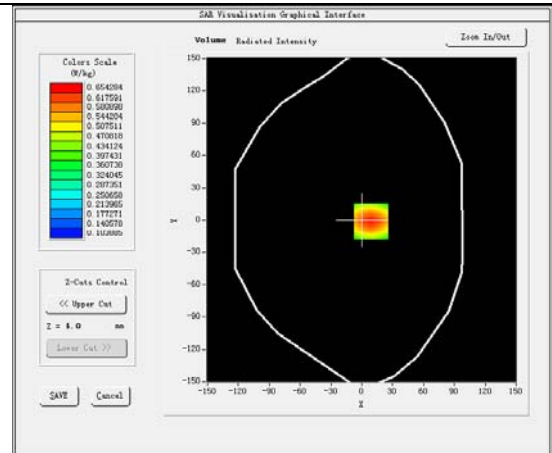 SAR Visualisation Graphical Interface
Volume Radiated Intensity
Zoom In/Out
Colors Scale
(W/kg)
0.654284
0.617591
0.580898
0.544204
0.507511
0.470818
0.434124
0.397431
0.360738
0.324045
0.287351
0.250658
0.213965
0.177271
0.140578
0.103885
Z-Cuts Control
<< Upper Cut
Z = 4.0 mm
Lower Cut >>
SAVE Cancel
150
120
90
60
30
0
-30
-60
-90
-120
-150
Y
-150 -120 -90 -60 -30 0 30 60 90 120 150
X